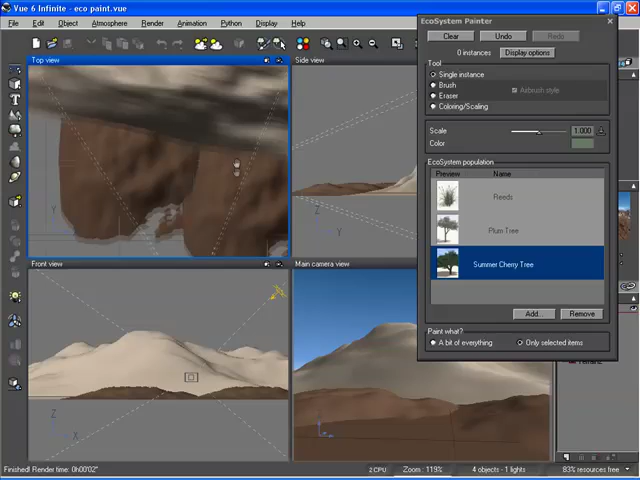 Vue 6 Infinite - eco paint.vue
File Edit Object Atmosphere Render Animation Python Display Help
Top view
Side view
Y
Z
Y
Front view
Main camera view
Z
X
Z
EcoSystem Painter
Clear Undo Redo
0 instances Display options
Tool
Single instance
Brush
Airbrush style
Eraser
Coloring/Scaling
Scale 1.000
Color
EcoSystem population
Preview Name
Reeds
Plum Tree
Summer Cherry Tree
Add... Remove
Paint what?
A bit of everything Only selected items
Finished! Render time: 0h00'02" 2 CPU Zoom : 119% 4 objects - 1 lights 83% resources free